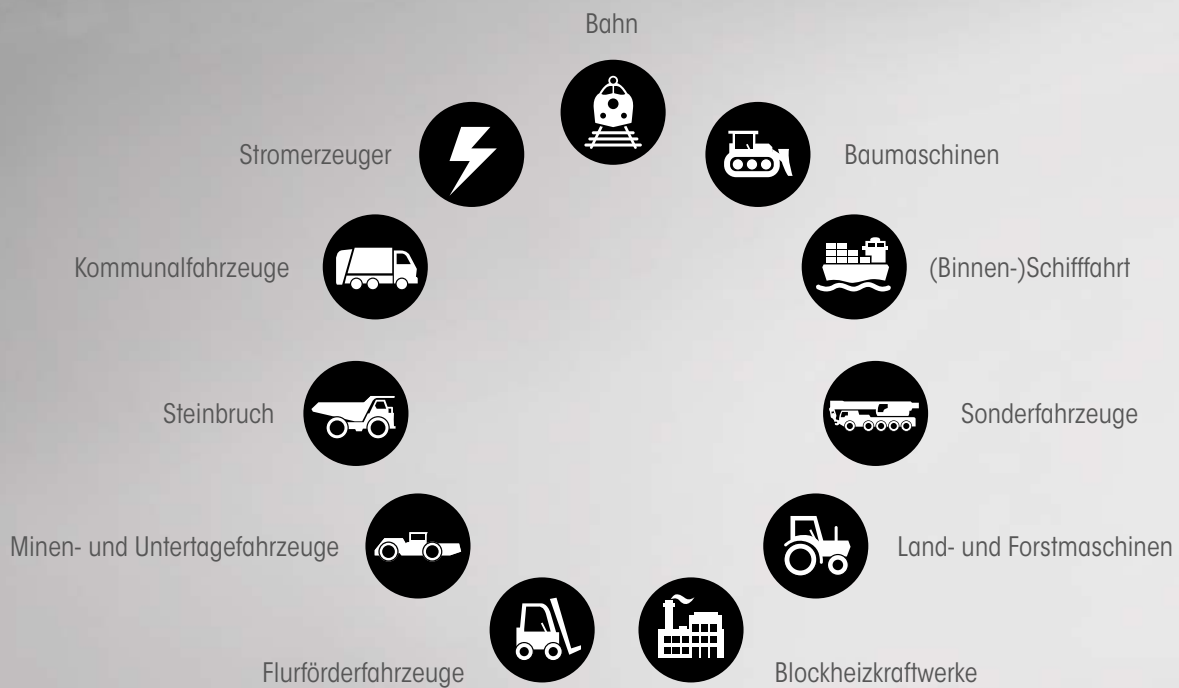 Bahn
Stromerzeuger
Baumaschinen
Kommunalfahrzeuge
(Binnen-)Schifffahrt
Steinbruch
Sonderfahrzeuge
Minen- und Untertagefahrzeuge
Land- und Forstmaschinen
Flurförderfahrzeuge
Blockheizkraftwerke